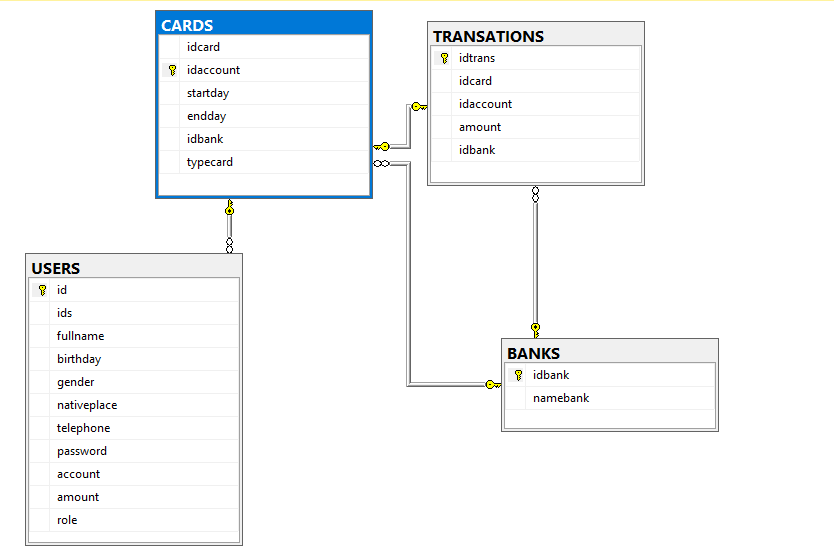 CARDS
idcard
idaccount
startday
endday
idbank
typecard
TRANSATIONS
idtrans
idcard
idaccount
amount
idbank
USERS
id
ids
fullname
birthday
gender
nativeplace
telephone
password
account
amount
role
BANKS
idbank
namebank